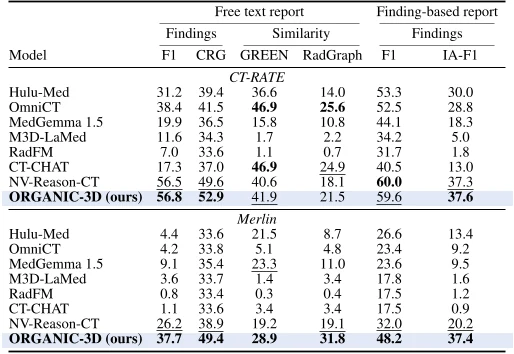 Free text report Finding-based report
Findings Similarity Findings
Model F1 CRG GREEN RadGraph F1 IA-F1
CT-RATE
Hulu-Med 31.2 39.4 36.6 14.0 53.3 30.0
OmniCT 38.4 41.5 46.9 25.6 52.5 28.8
MedGemma 1.5 19.9 36.5 15.8 10.8 44.1 18.3
M3D-LaMed 11.6 34.3 1.7 2.2 34.2 5.0
RadFM 7.0 33.6 1.1 0.7 31.7 1.8
CT-CHAT 17.3 37.0 46.9 24.9 40.5 13.0
NV-Reason-CT 56.5 49.6 40.6 18.1 60.0 37.3
ORGANIC-3D (ours) 56.8 52.9 41.9 21.5 59.6 37.6
Merlin
Hulu-Med 4.4 33.6 21.5 8.7 26.6 13.4
OmniCT 4.2 33.8 5.1 4.8 23.4 9.2
MedGemma 1.5 9.1 35.4 23.3 11.0 23.6 9.5
M3D-LaMed 3.6 33.7 1.4 3.4 17.8 1.6
RadFM 0.8 33.4 0.3 0.4 17.5 1.2
CT-CHAT 1.1 33.6 3.4 3.4 17.5 0.9
NV-Reason-CT 26.2 38.9 19.2 19.1 32.0 20.2
ORGANIC-3D (ours) 37.7 49.4 28.9 31.8 48.2 37.4